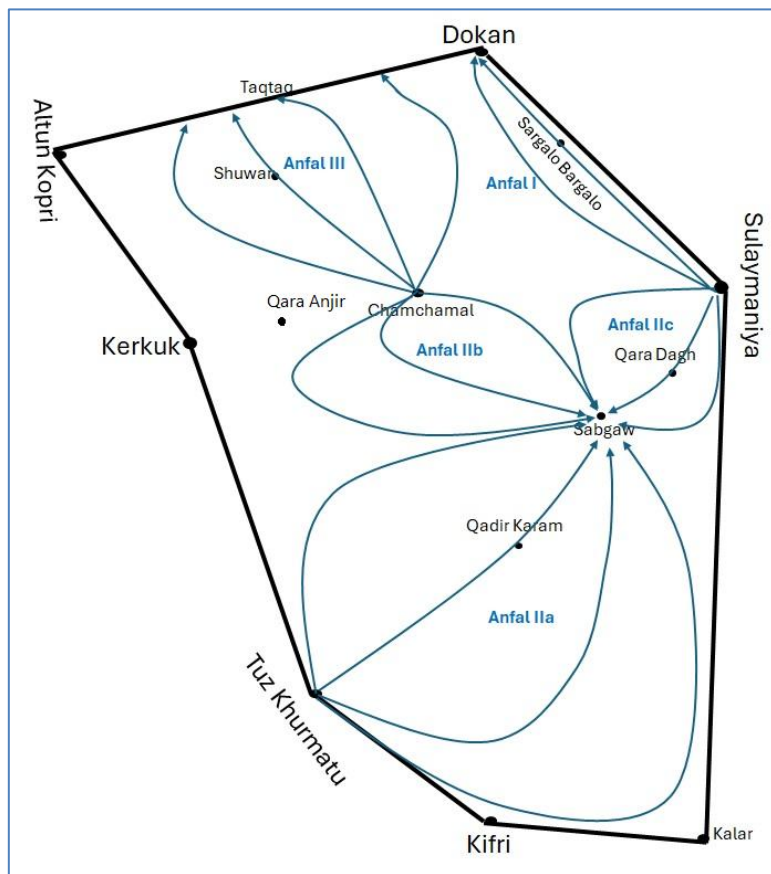 Dokan
Taqtaq
Altun Kopri
Sargalo Bargalo
Anfal III
Shuwan
Anfal I
Sulaymaniya
Qara Anjir
Chamchamal
Kerkuk
Anfal IIb
Anfal IIc
Qara Dagh
Sabgaw
Qadir Karam
Anfal IIa
Tuz Khurmatu
Kifri
Kalar